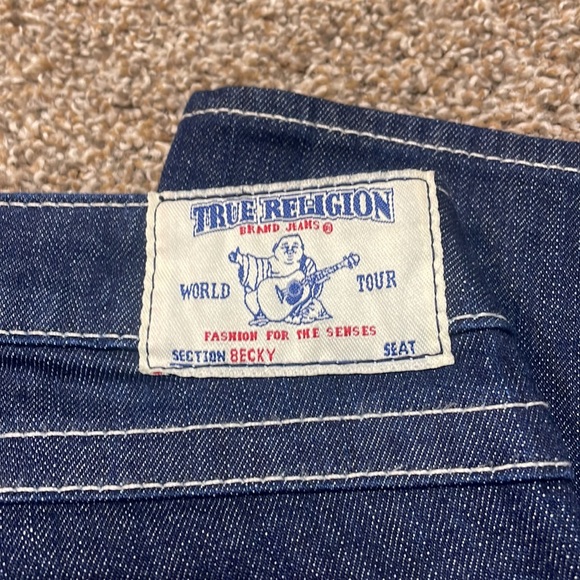 TRUE RELIGION
BRAND JEANS ®
WORLD TOUR
FASHION FOR THE SENSES
SECTION BECKY SEAT